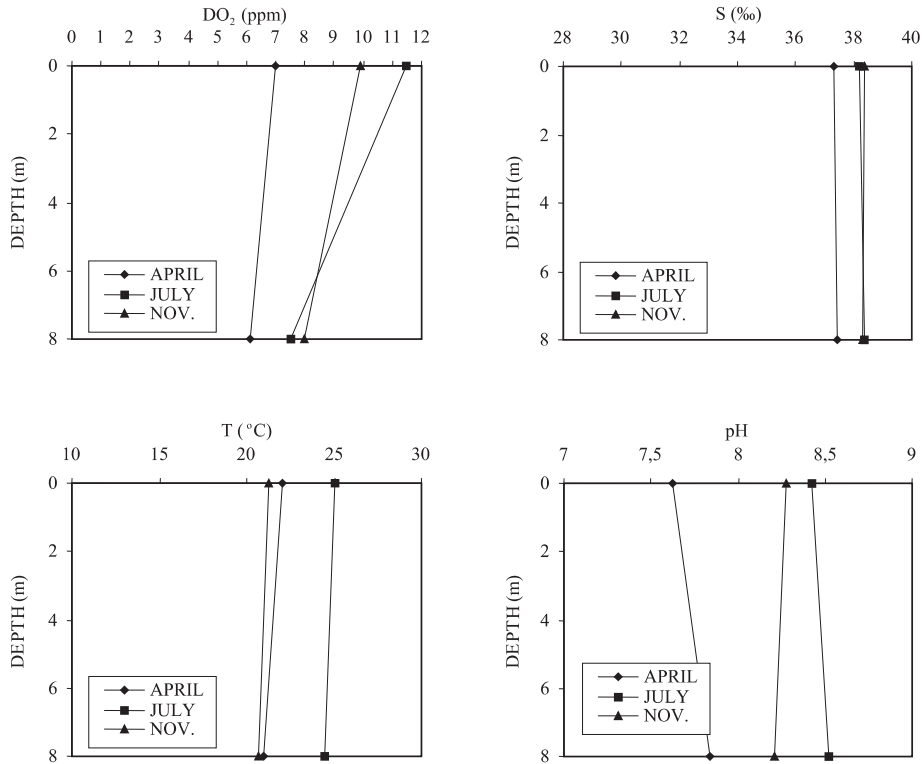 DO₂ (ppm)
0 1 2 3 4 5 6 7 8 9 10 11 12
0
2
4
6
8
DEPTH (m)
APRIL
JULY
NOV.
S (‰)
28 30 32 34 36 38 40
0
2
4
6
8
DEPTH (m)
APRIL
JULY
NOV.
T (°C)
10 15 20 25 30
0
2
4
6
8
DEPTH (m)
APRIL
JULY
NOV.
pH
7 7,5 8 8,5 9
0
2
4
6
8
DEPTH (m)
APRIL
JULY
NOV.